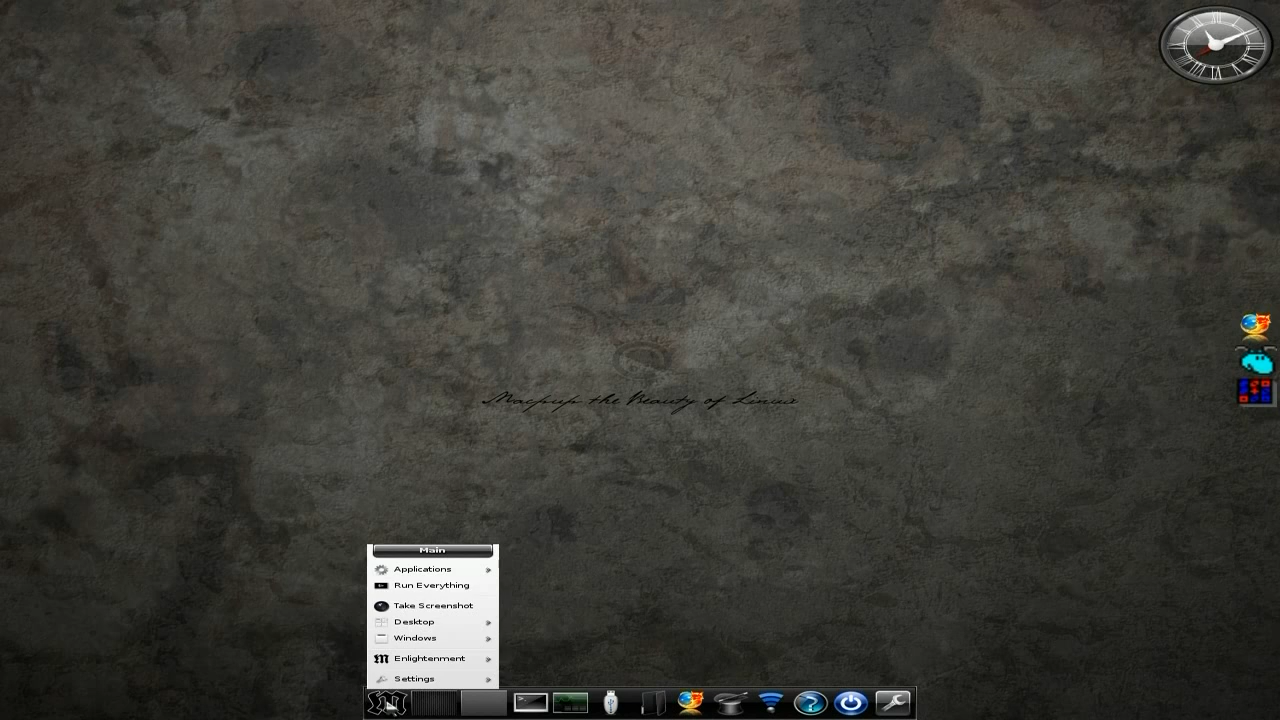 Macpup the Beauty of Linux
Main
Applications
Run Everything
Take Screenshot
Desktop
Windows
Enlightenment
Settings